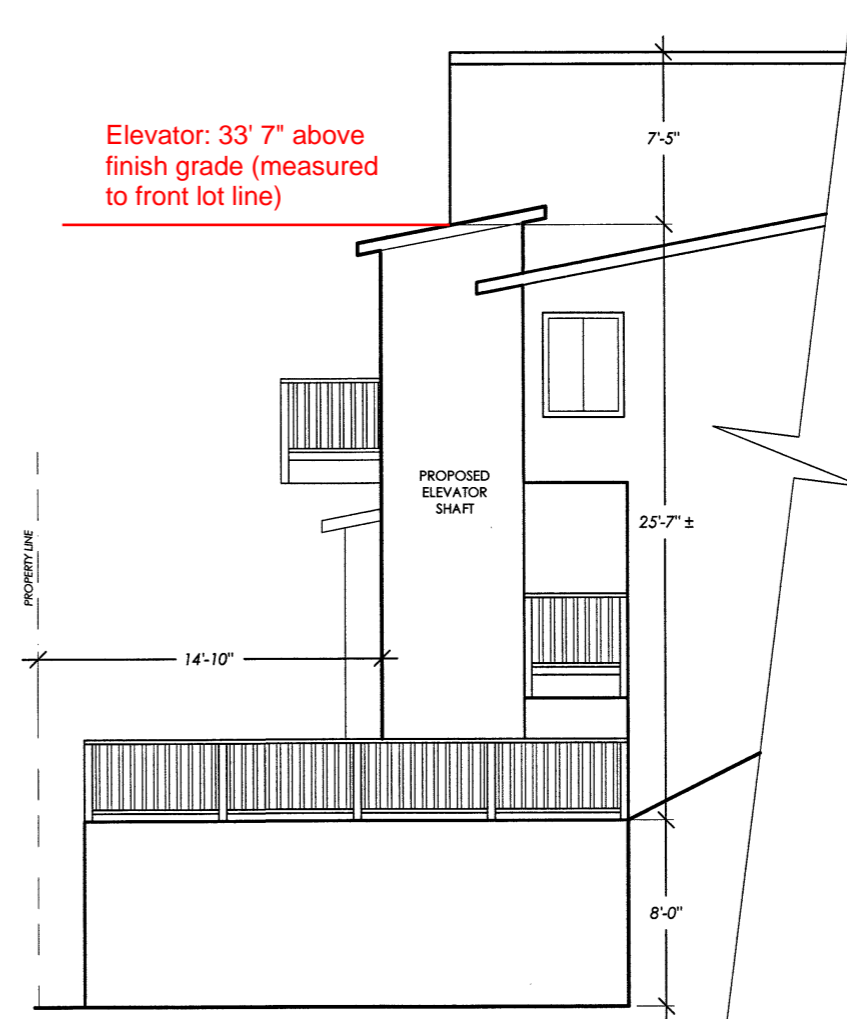 Elevator: 33' 7" above
finish grade (measured
to front lot line)
7'-5"
PROPOSED
ELEVATOR
SHAFT
25'-7" ±
PROPERTY LINE
14'-10"
8'-0"